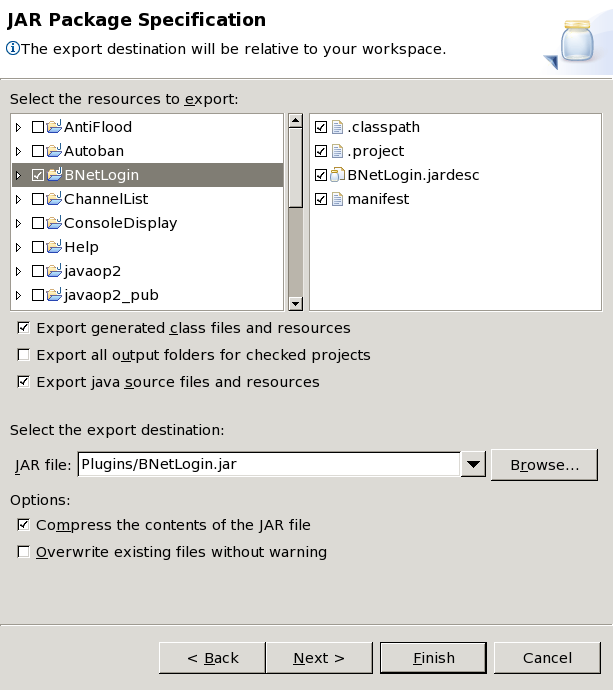 JAR Package Specification
The export destination will be relative to your workspace.
Select the resources to export:
AntiFlood
Autoban
BNetLogin
ChannelList
ConsoleDisplay
Help
javaop2
javaop2_pub
.classpath
.project
BNetLogin.jardesc
manifest
Export generated class files and resources
Export all output folders for checked projects
Export java source files and resources
Select the export destination:
JAR file: Plugins/BNetLogin.jar Browse...
Options:
Compress the contents of the JAR file
Overwrite existing files without warning
< Back Next > Finish Cancel